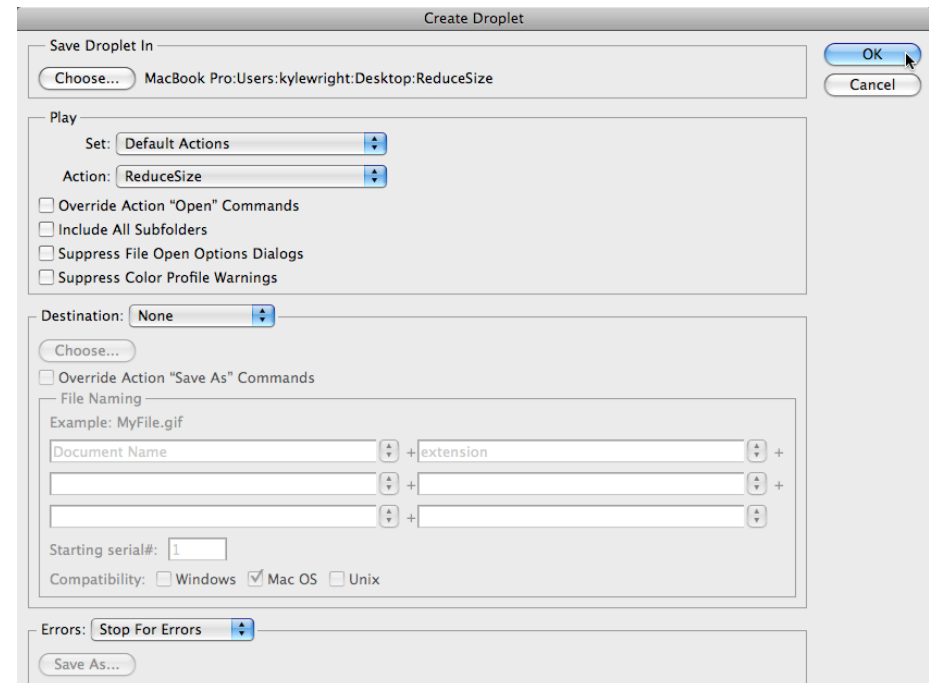 Create Droplet
Save Droplet In
OK
Choose... MacBook Pro:Users:kylewright:Desktop:ReduceSize
Cancel
Play
Set: Default Actions
Action: ReduceSize
Override Action “Open” Commands
Include All Subfolders
Suppress File Open Options Dialogs
Suppress Color Profile Warnings
Destination: None
Choose...
Override Action “Save As” Commands
File Naming
Example: MyFile.gif
Document Name + extension +
+ +
+
Starting serial#: 1
Compatibility: Windows Mac OS Unix
Errors: Stop For Errors
Save As...